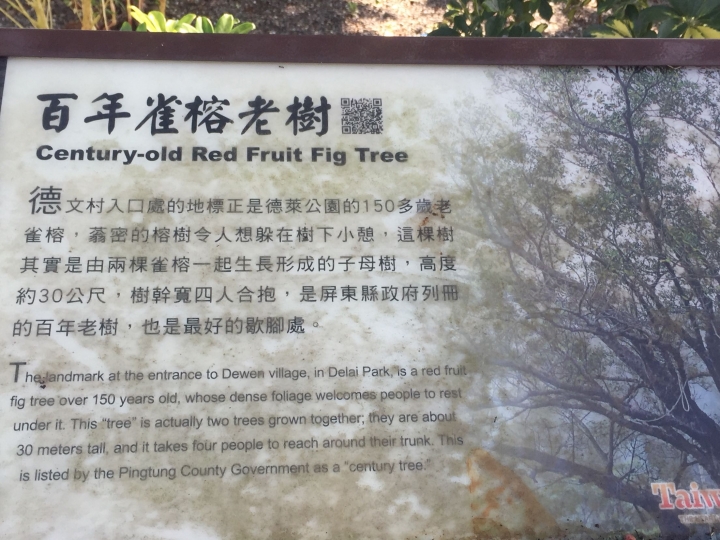 百年雀榕老樹
Century-old Red Fruit Fig Tree
德文村入口處的地標正是德萊公園的150多歲老
雀榕，蓊密的榕樹令人想躲在樹下小憩，這棵樹
其實是由兩棵雀榕一起生長形成的子母樹，高度
約30公尺，樹幹寬四人合抱，是屏東縣政府列冊
的百年老樹，也是最好的歇腳處。
The landmark at the entrance to Dewen village, in Delai Park, is a red fruit
fig tree over 150 years old, whose dense foliage welcomes people to rest
under it. This "tree" is actually two trees grown together; they are about
30 meters tall, and it takes four people to reach around their trunk. This
is listed by the Pingtung County Government as a "century tree."
Taiw